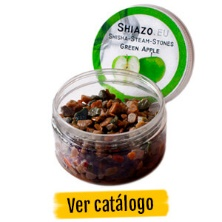 Shiazo.EU
Shisha-Steam-Stones
Green Apple
Ver catálogo